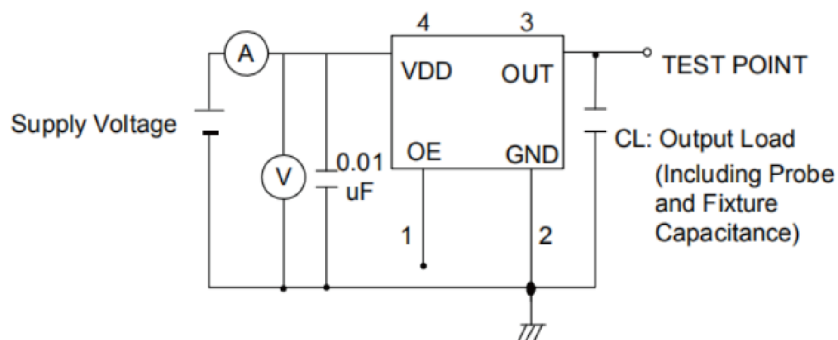 4 3
A
VDD OUT
TEST POINT
Supply Voltage
OE GND
0.01
uF
V
CL: Output Load
(Including Probe
and Fixture
Capacitance)
1 2